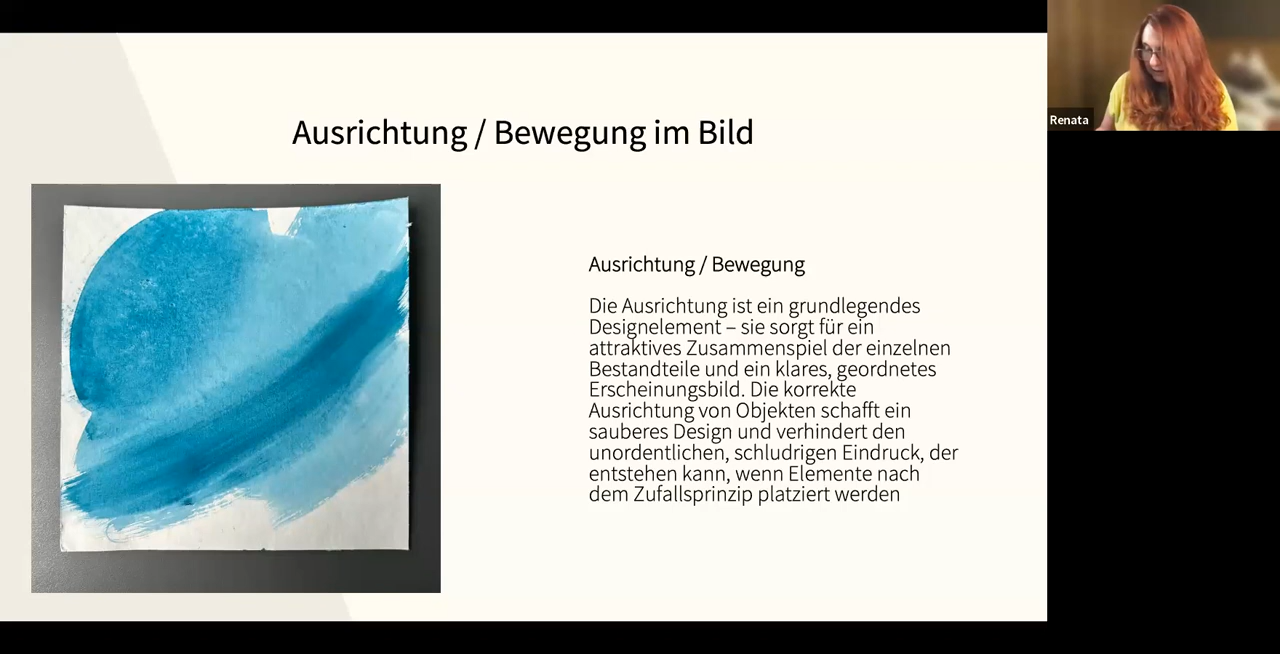 Ausrichtung / Bewegung im Bild
Renata
Ausrichtung / Bewegung
Die Ausrichtung ist ein grundlegendes
Designelement – sie sorgt für ein
attraktives Zusammenspiel der einzelnen
Bestandteile und ein klares, geordnetes
Erscheinungsbild. Die korrekte
Ausrichtung von Objekten schafft ein
sauberes Design und verhindert den
unordentlichen, schludrigen Eindruck, der
entstehen kann, wenn Elemente nach
dem Zufallsprinzip platziert werden